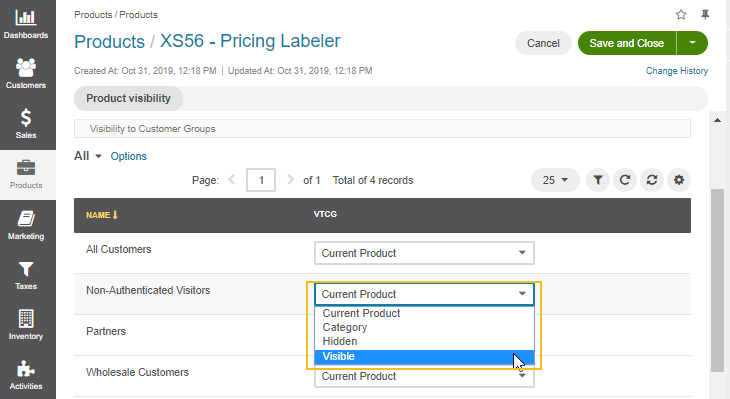 Dashboards
Customers
Sales
Products
Marketing
Taxes
Inventory
Activities
Products / Products
Products / XS56 - Pricing Labeler
Cancel
Save and Close
Created At: Oct 31, 2019, 12:18 PM | Updated At: Oct 31, 2019, 12:18 PM
Change History
Product visibility
Visibility to Customer Groups
All Options
Page: 1 of 1 Total of 4 records 25
NAME VTCG
All Customers Current Product
Non-Authenticated Visitors Current Product
Current Product
Category
Partners
Hidden
Visible
Wholesale Customers Current Product